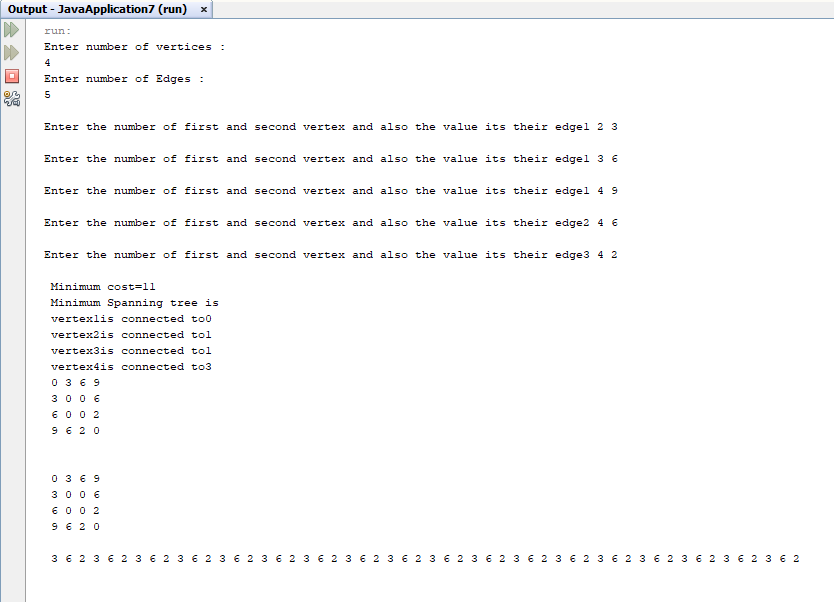 Output - JavaApplication7 (run) ×
run:
Enter number of vertices :
4
Enter number of Edges :
5
Enter the number of first and second vertex and also the value its their edge1 2 3
Enter the number of first and second vertex and also the value its their edge1 3 6
Enter the number of first and second vertex and also the value its their edge1 4 9
Enter the number of first and second vertex and also the value its their edge2 4 6
Enter the number of first and second vertex and also the value its their edge3 4 2
Minimum cost=11
Minimum Spanning tree is
vertex1is connected to0
vertex2is connected to1
vertex3is connected to1
vertex4is connected to3
0 3 6 9
3 0 0 6
6 0 0 2
9 6 2 0
0 3 6 9
3 0 0 6
6 0 0 2
9 6 2 0
3 6 2 3 6 2 3 6 2 3 6 2 3 6 2 3 6 2 3 6 2 3 6 2 3 6 2 3 6 2 3 6 2 3 6 2 3 6 2 3 6 2 3 6 2 3 6 2 3 6 2 3 6 2